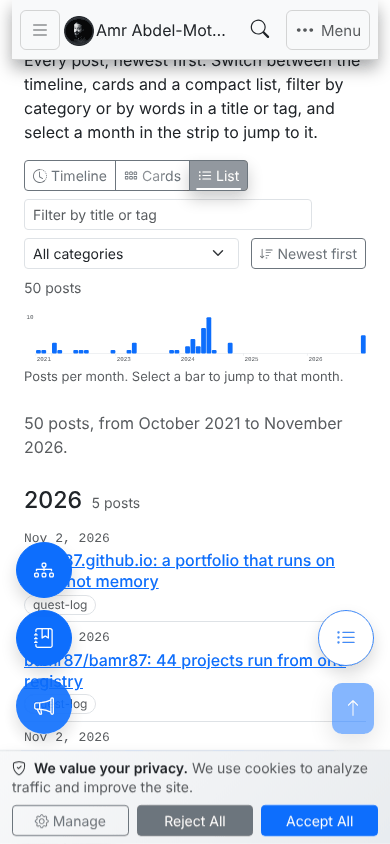 Amr Abdel-Mot...
Menu
Every post, newest first. Switch between the
timeline, cards and a compact list, filter by
category or by words in a title or tag, and
select a month in the strip to jump to it.
Timeline
Cards
List
Filter by title or tag
All categories
Newest first
50 posts
10
2021 2023 2024 2025 2026
Posts per month. Select a bar to jump to that month.
50 posts, from October 2021 to November
2026.
2026 5 posts
Nov 2, 2026
87.github.io: a portfolio that runs on
not memory
quest-log
2, 2026
bamr87/bamr87: 44 projects run from one
registry
-log
Nov 2, 2026
We value your privacy. We use cookies to analyze
traffic and improve the site.
Manage
Reject All
Accept All